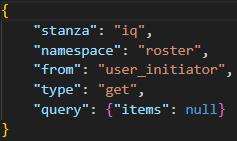 {
    "stanza": "iq",
    "namespace": "roster",
    "from": "user_initiator",
    "type": "get",
    "query": {"items": null}
}